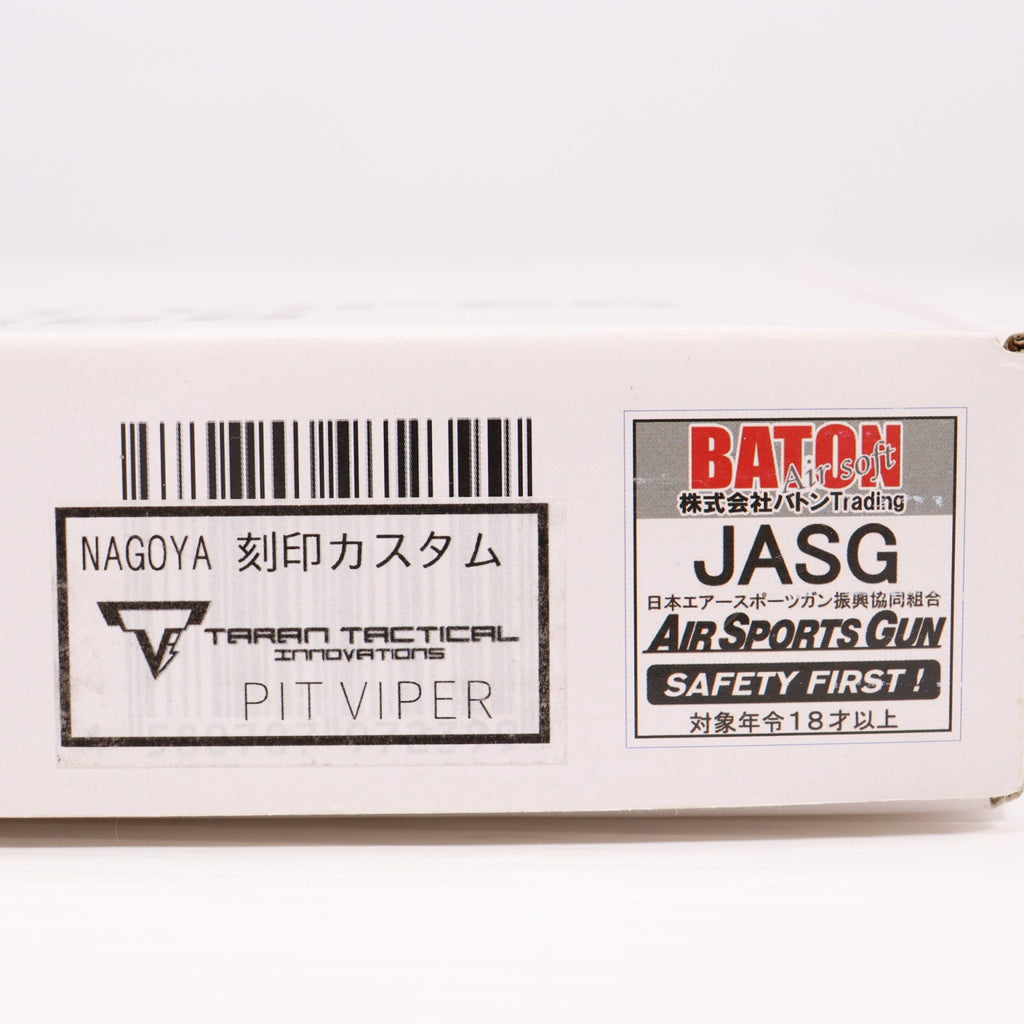 NAGOYA 刻印カスタム
TARAN TACTICAL
INNOVATIONS
PIT VIPER
BATON
Airsoft
株式会社バトンTrading
JASG
日本エアースポーツガン振興協同組合
AIR SPORTS GUN
SAFETY FIRST !
対象年令18才以上